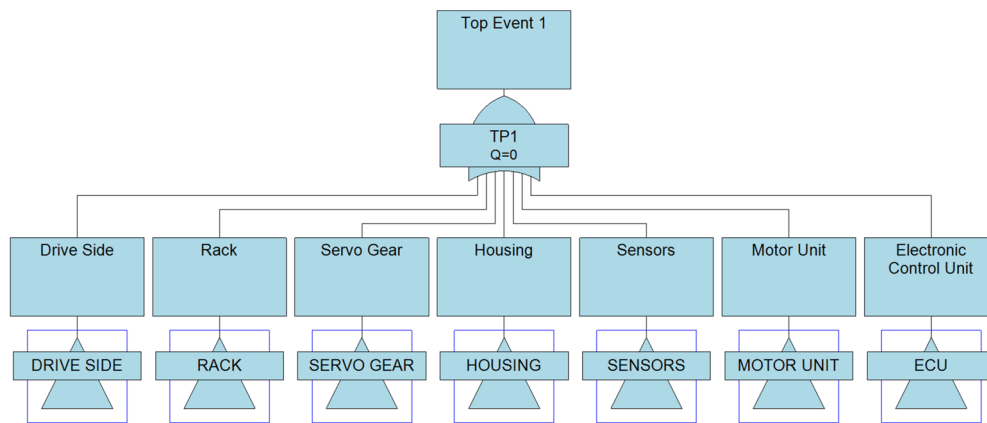 Top Event 1
TP1
Q=0
Drive Side
Rack
Servo Gear
Housing
Sensors
Motor Unit
Electronic
Control Unit
DRIVE SIDE
RACK
SERVO GEAR
HOUSING
SENSORS
MOTOR UNIT
ECU